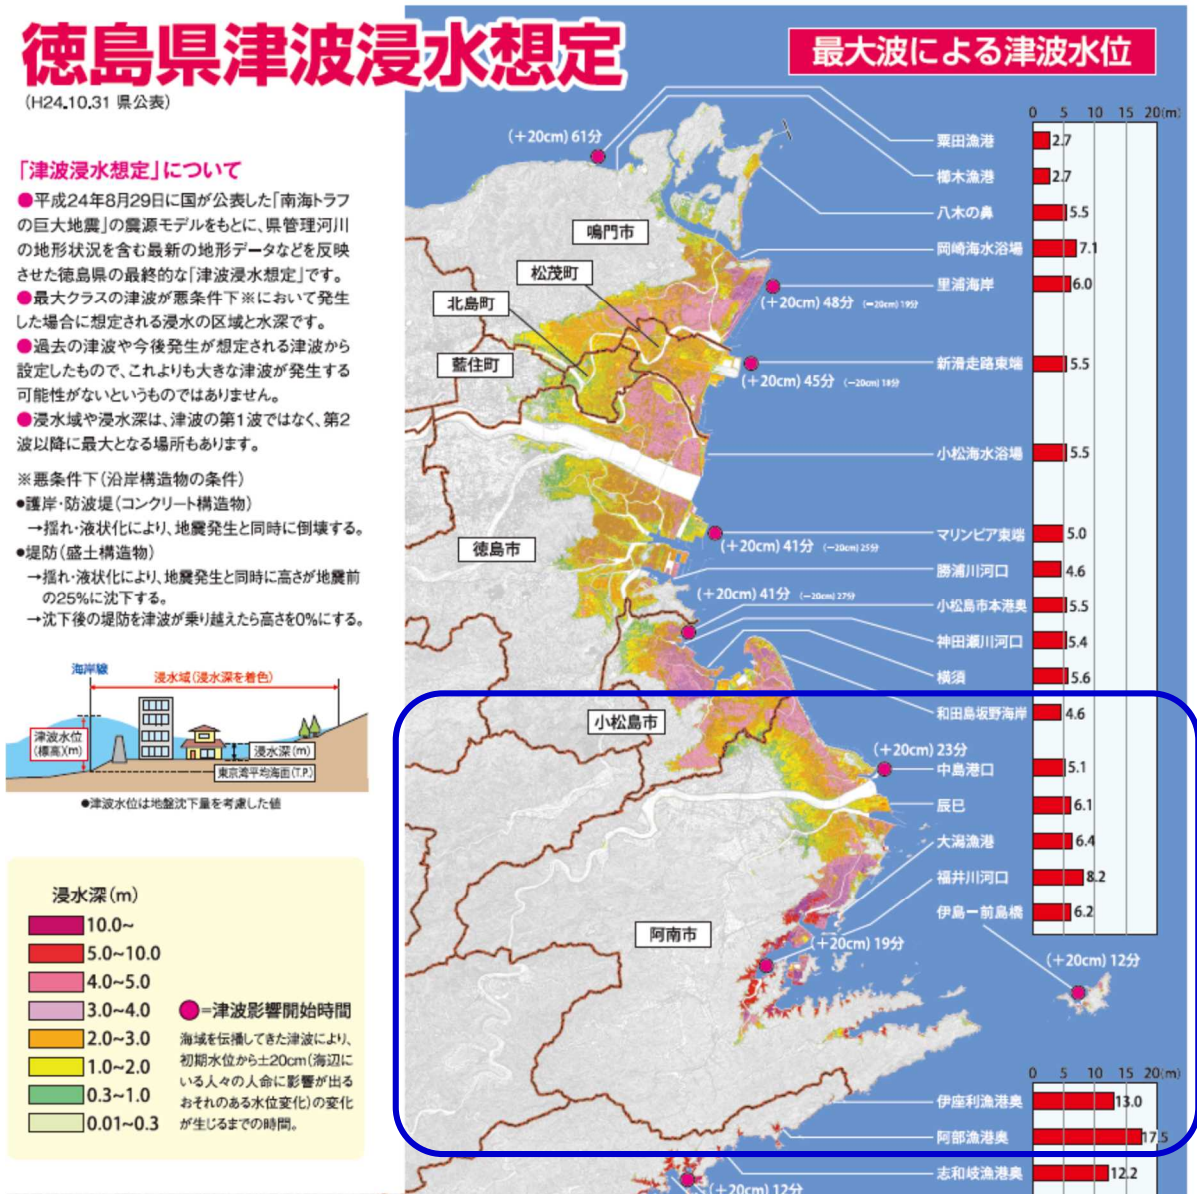 徳島県津波浸水想定
(H24.10.31 県公表)
「津波浸水想定」について
●平成24年8月29日に国が公表した「南海トラフ
の巨大地震」の震源モデルをもとに、県管理河川
の地形状況を含む最新の地形データなどを反映
させた徳島県の最終的な「津波浸水想定」です。
●最大クラスの津波が悪条件下※において発生
した場合に想定される浸水の区域と水深です。
●過去の津波や今後発生が想定される津波から
設定したもので、これよりも大きな津波が発生する
可能性がないというものではありません。
●浸水域や浸水深は、津波の第1波ではなく、第2
波以降に最大となる場所もあります。
※悪条件下(沿岸構造物の条件)
●護岸・防波堤(コンクリート構造物)
→揺れ・液状化により、地震発生と同時に倒壊する。
●堤防(盛土構造物)
→揺れ・液状化により、地震発生と同時に高さが地震前
の25%に沈下する。
→沈下後の堤防を津波が乗り越えたら高さを0%にする。
海岸線
浸水域(浸水深を着色)
津波水位
(標高)(m)
浸水深(m)
東京湾平均海面(T.P.)
●津波水位は地盤沈下量を考慮した値
浸水深(m)
10.0~
5.0~10.0
4.0~5.0
3.0~4.0
2.0~3.0
1.0~2.0
0.3~1.0
0.01~0.3
●=津波影響開始時間
海域を伝播してきた津波により、
初期水位から±20cm(海辺に
いる人々の人命に影響が出る
おそれのある水位変化)の変化
が生じるまでの時間。
最大波による津波水位
0 5 10 15 20(m)
粟田漁港 2.7
櫛木漁港 2.7
八木の鼻 5.5
岡崎海水浴場 7.1
里浦海岸 6.0
新滑走路東端 5.5
小松海水浴場 5.5
マリンピア東端 5.0
勝浦川河口 4.6
小松島市本港奥 5.5
神田瀬川河口 5.4
横須 5.6
和田島坂野海岸 4.6
中島港口 5.1
辰巳 6.1
大潟漁港 6.4
福井川河口 8.2
伊島ー前島橋 6.2
0 5 10 15 20(m)
伊座利漁港奥 13.0
阿部漁港奥 17.5
志和岐漁港奥 12.2
(+20cm) 61分
鳴門市
松茂町
北島町
藍住町
(+20cm) 48分 (−20cm) 19分
(+20cm) 45分 (−20cm) 18分
徳島市
(+20cm) 41分 (−20cm) 25分
(+20cm) 41分 (−20cm) 27分
小松島市
(+20cm) 23分
阿南市
(+20cm) 19分
(+20cm) 12分
(+20cm) 12分